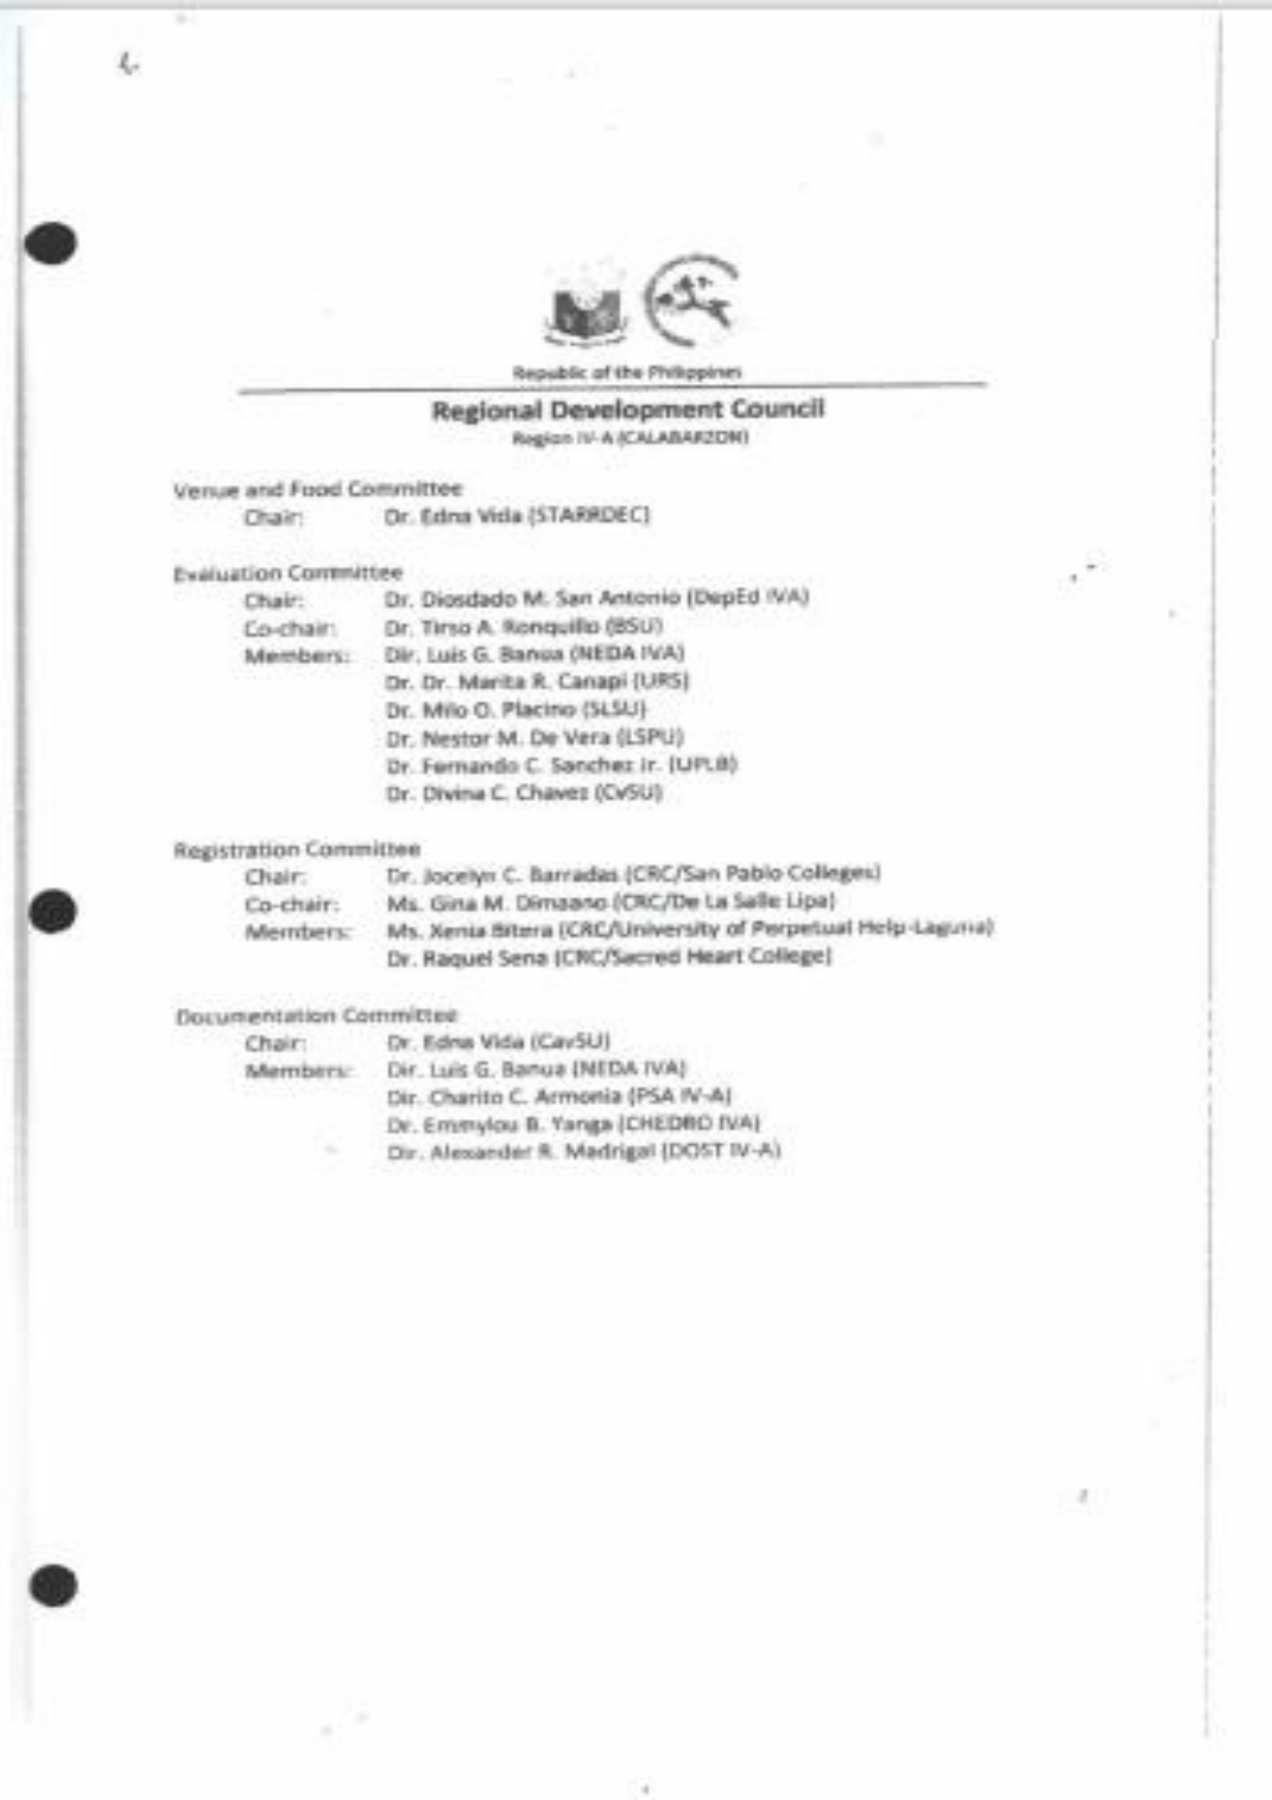 Republic of the Philippines
Regional Development Council
Region IV-A (CALABARZON)
Venue and Food Committee
Chair: Dr. Edna Vida (STARRDEC)
Evaluation Committee
Chair: Dr. Diosdado M. San Antonio (DepEd IVA)
Co-chair: Dr. Tirso A. Ronquillo (BSU)
Members: Dir. Luis G. Banua (NEDA IVA)
Dr. Dr. Marita R. Canapi (URS)
Dr. Milo O. Placino (SLSU)
Dr. Nestor M. De Vera (LSPU)
Dr. Fernando C. Sanchez Jr. (UPLB)
Dr. Divina C. Chavez (CvSU)
Registration Committee
Chair: Dr. Jocelyn C. Barradas (CRC/San Pablo Colleges)
Co-chair: Ms. Gina M. Dimaano (CRC/De La Salle Lipa)
Members: Ms. Xenia Bitera (CRC/University of Perpetual Help-Laguna)
Dr. Raquel Sena (CRC/Sacred Heart College)
Documentation Committee
Chair: Dr. Edna Vida (CavSU)
Members: Dir. Luis G. Banua (NEDA IVA)
Dir. Charito C. Armonia (PSA IV-A)
Dr. Emmylou B. Yanga (CHEDRO IVA)
Dir. Alexander R. Madrigal (DOST IV-A)